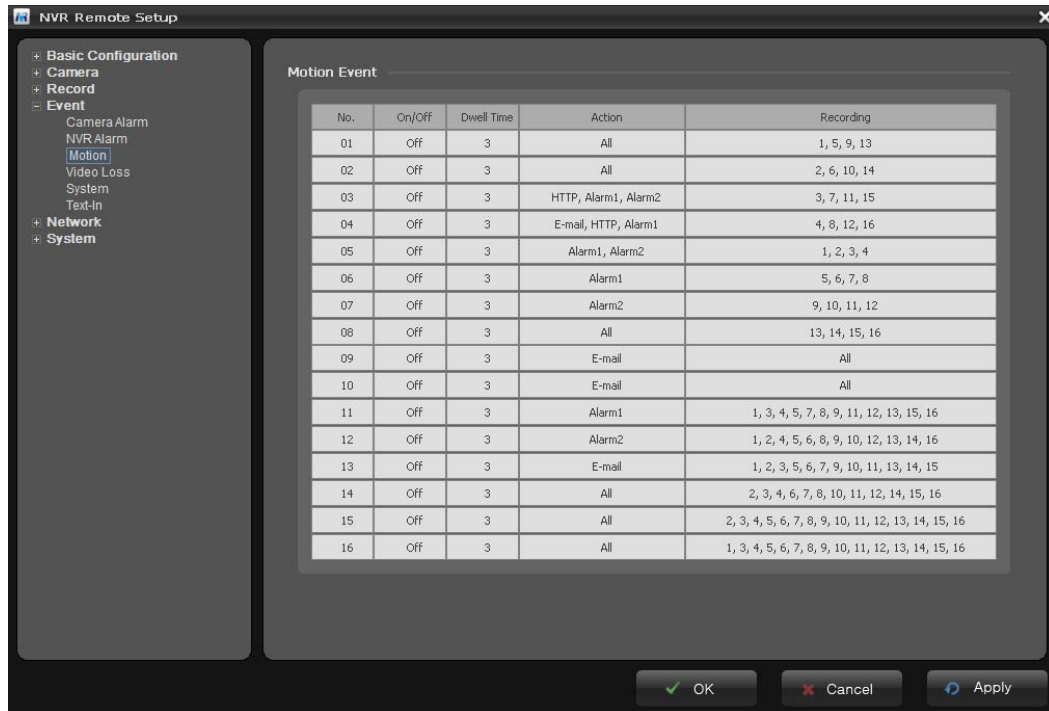 NVR Remote Setup
Basic Configuration
Camera
Record
Event
Camera Alarm
NVR Alarm
Motion
Video Loss
System
Text-In
Network
System
Motion Event
No. On/Off Dwell Time Action Recording
01 Off 3 All 1, 5, 9, 13
02 Off 3 All 2, 6, 10, 14
03 Off 3 HTTP, Alarm1, Alarm2 3, 7, 11, 15
04 Off 3 E-mail, HTTP, Alarm1 4, 8, 12, 16
05 Off 3 Alarm1, Alarm2 1, 2, 3, 4
06 Off 3 Alarm1 5, 6, 7, 8
07 Off 3 Alarm2 9, 10, 11, 12
08 Off 3 All 13, 14, 15, 16
09 Off 3 E-mail All
10 Off 3 E-mail All
11 Off 3 Alarm1 1, 3, 4, 5, 7, 8, 9, 11, 12, 13, 15, 16
12 Off 3 Alarm2 1, 2, 4, 5, 6, 8, 9, 10, 12, 13, 14, 16
13 Off 3 E-mail 1, 2, 3, 5, 6, 7, 9, 10, 11, 13, 14, 15
14 Off 3 All 2, 3, 4, 6, 7, 8, 10, 11, 12, 14, 15, 16
15 Off 3 All 2, 3, 4, 5, 6, 7, 8, 9, 10, 11, 12, 13, 14, 15, 16
16 Off 3 All 1, 3, 4, 5, 6, 7, 8, 9, 10, 11, 12, 13, 14, 15, 16
OK Cancel Apply